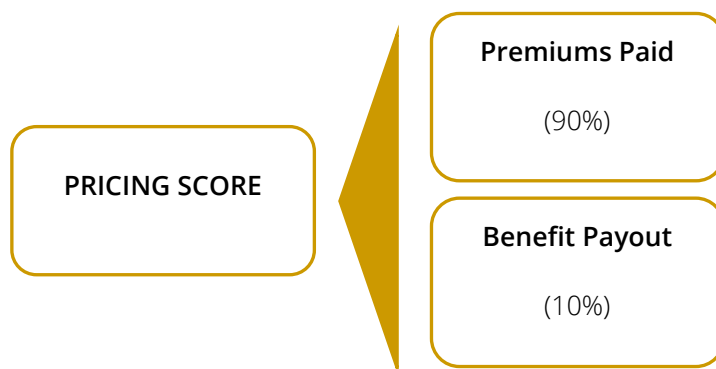 PRICING SCORE
Premiums Paid
(90%)
Benefit Payout
(10%)